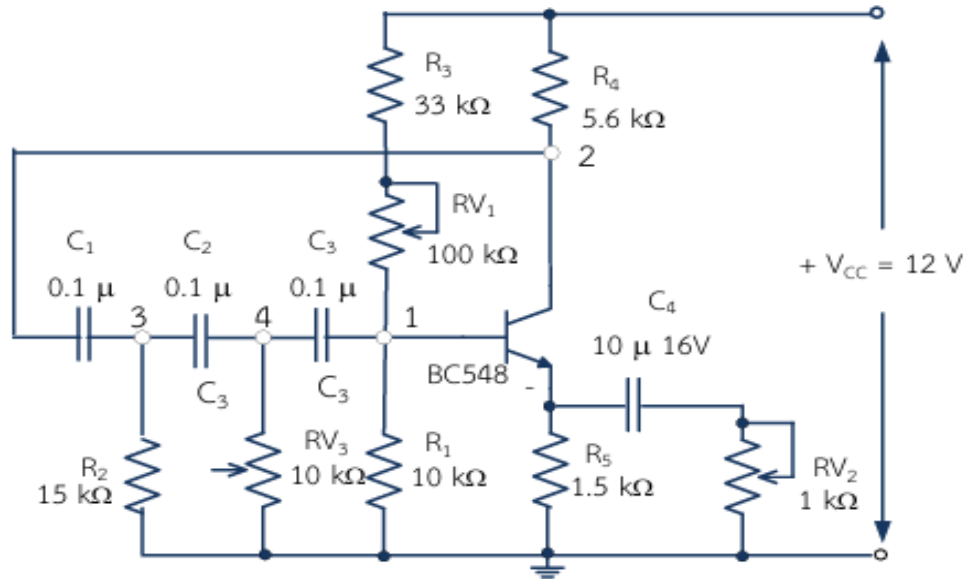 R₃
33 kΩ
R₄
5.6 kΩ
2
RV₁
100 kΩ
+ V_CC = 12 V
C₁
0.1 μ
C₂
0.1 μ
C₃
0.1 μ
3
4
1
C₄
10 μ 16V
BC548
-
C₃
C₃
R₂
15 kΩ
RV₃
10 kΩ
R₁
10 kΩ
R₅
1.5 kΩ
RV₂
1 kΩ